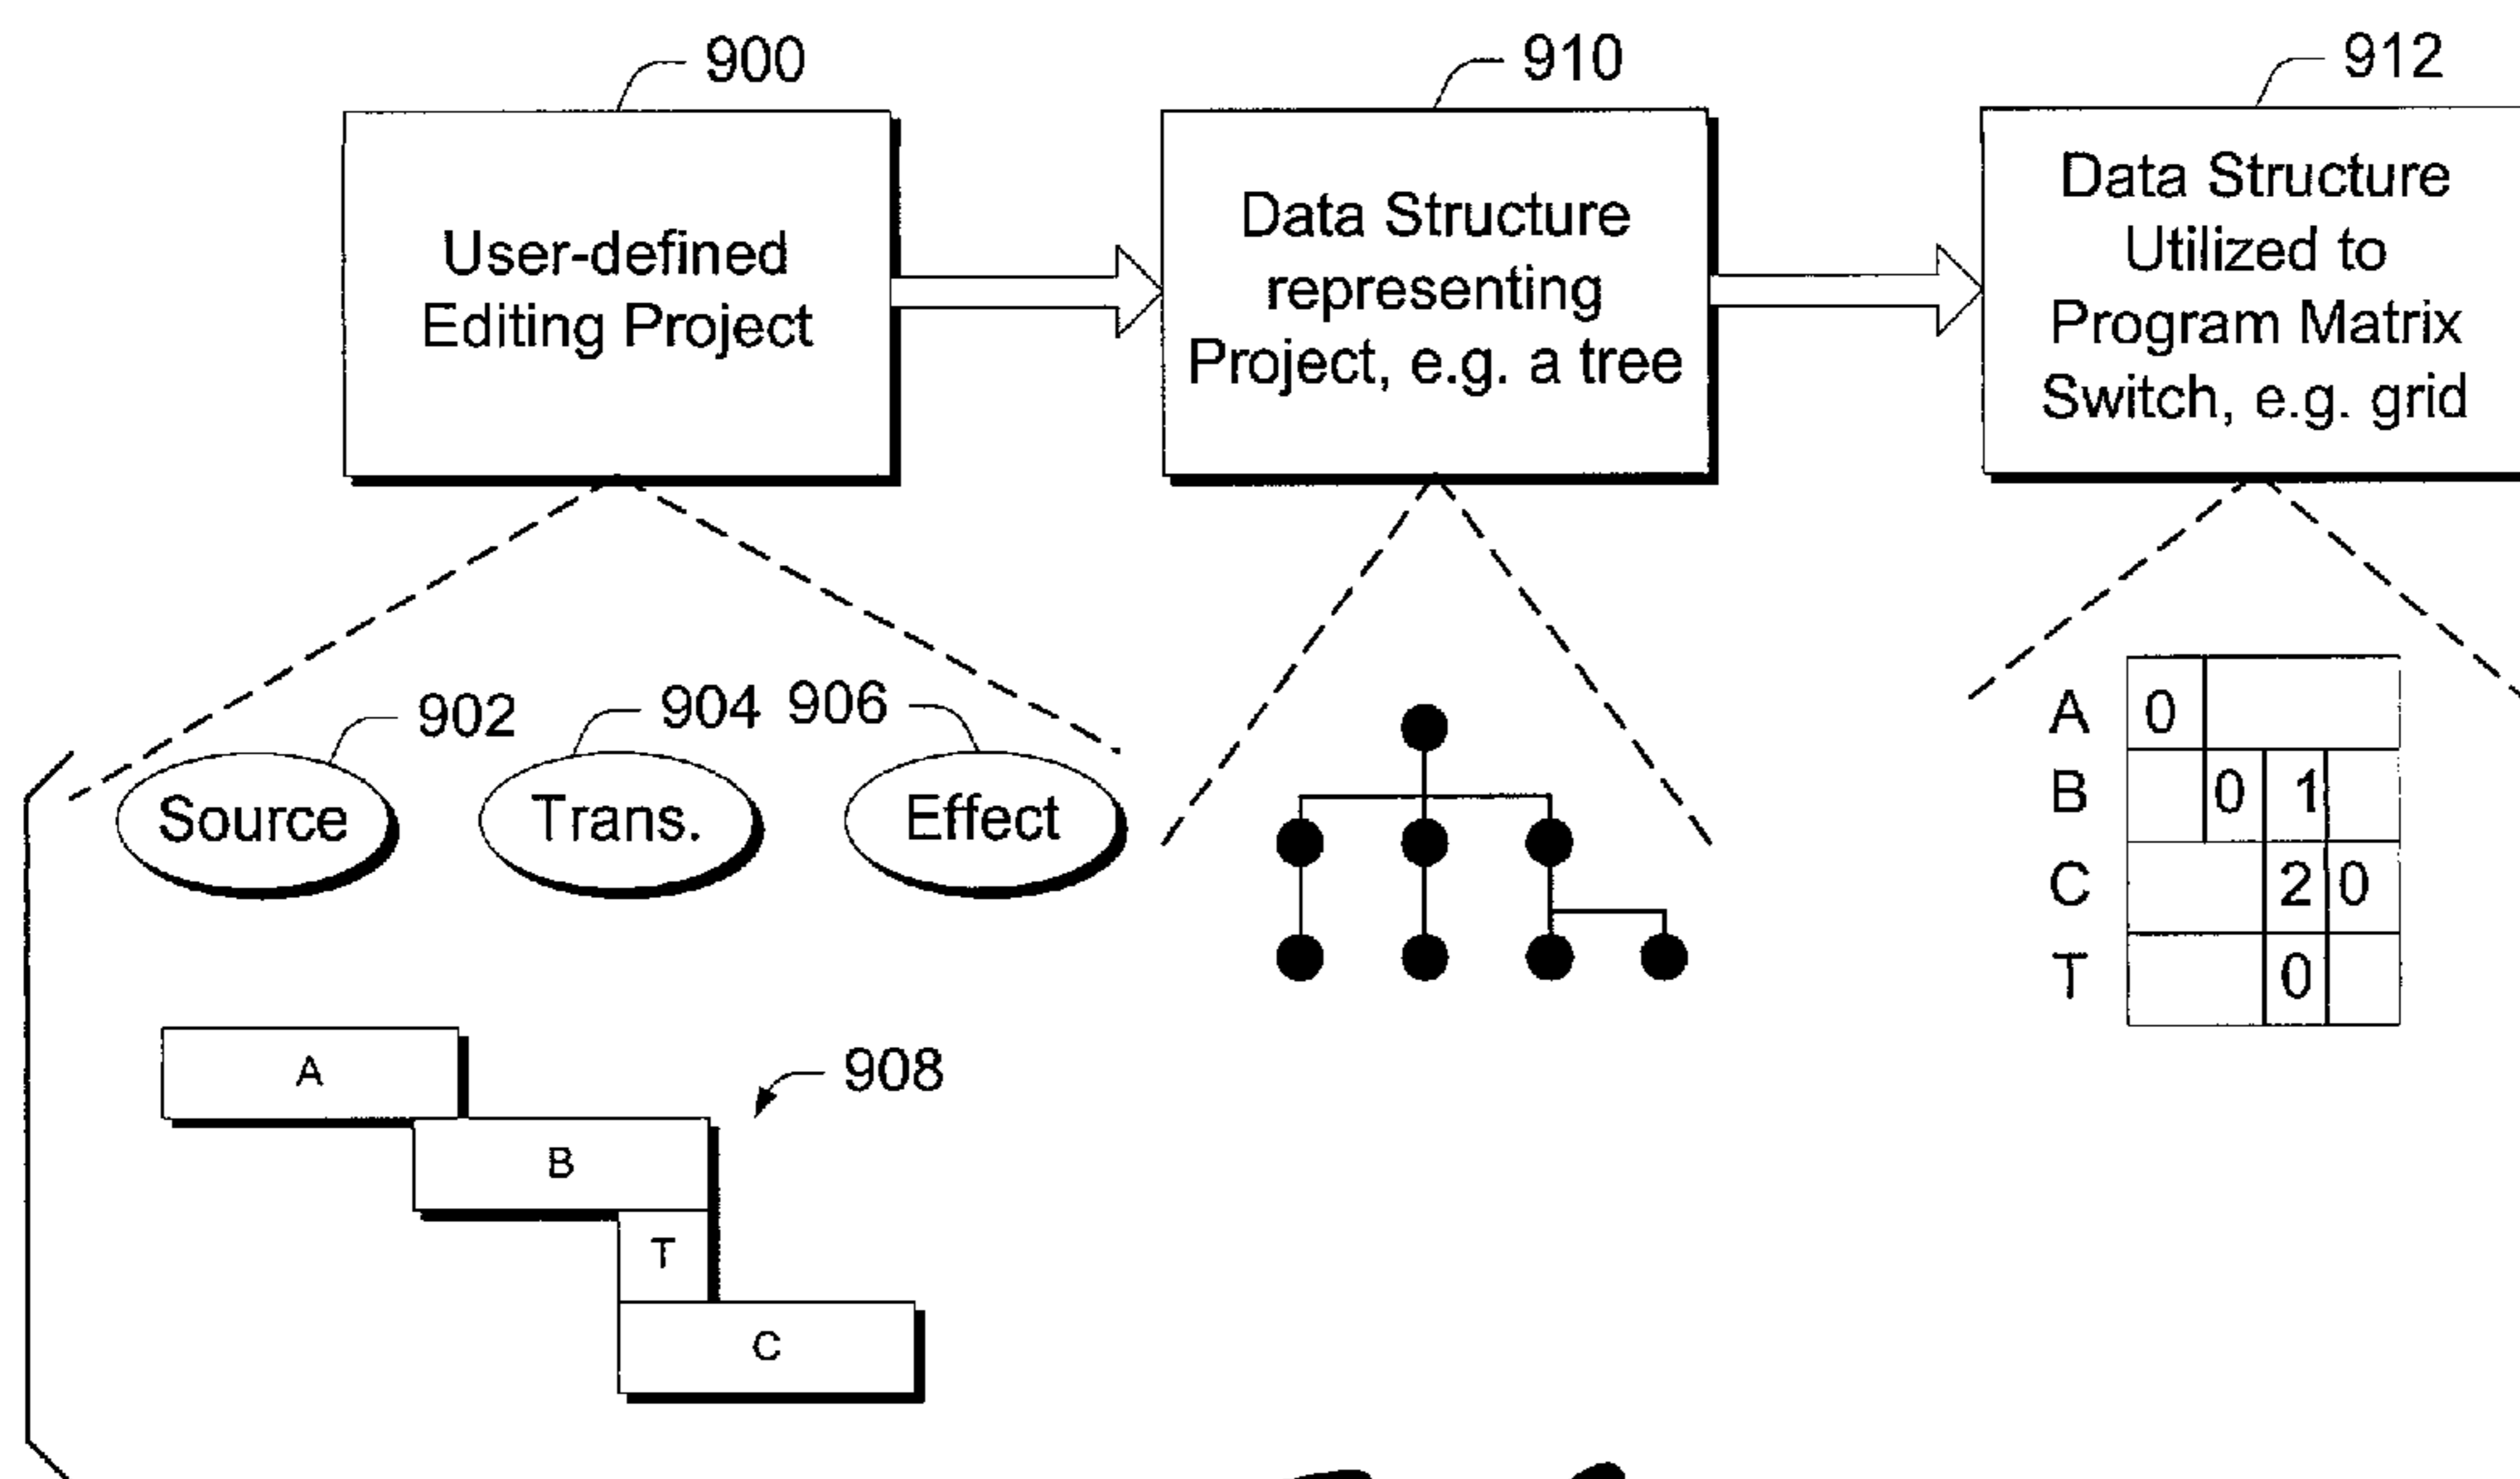 900
910
912
User-defined
Editing Project
Data Structure
representing
Project, e.g. a tree
Data Structure
Utilized to
Program Matrix
Switch, e.g. grid
902
904
906
Source
Trans.
Effect
A
B
T
C
908
A 0
B 0 1
C 2 0
T 0